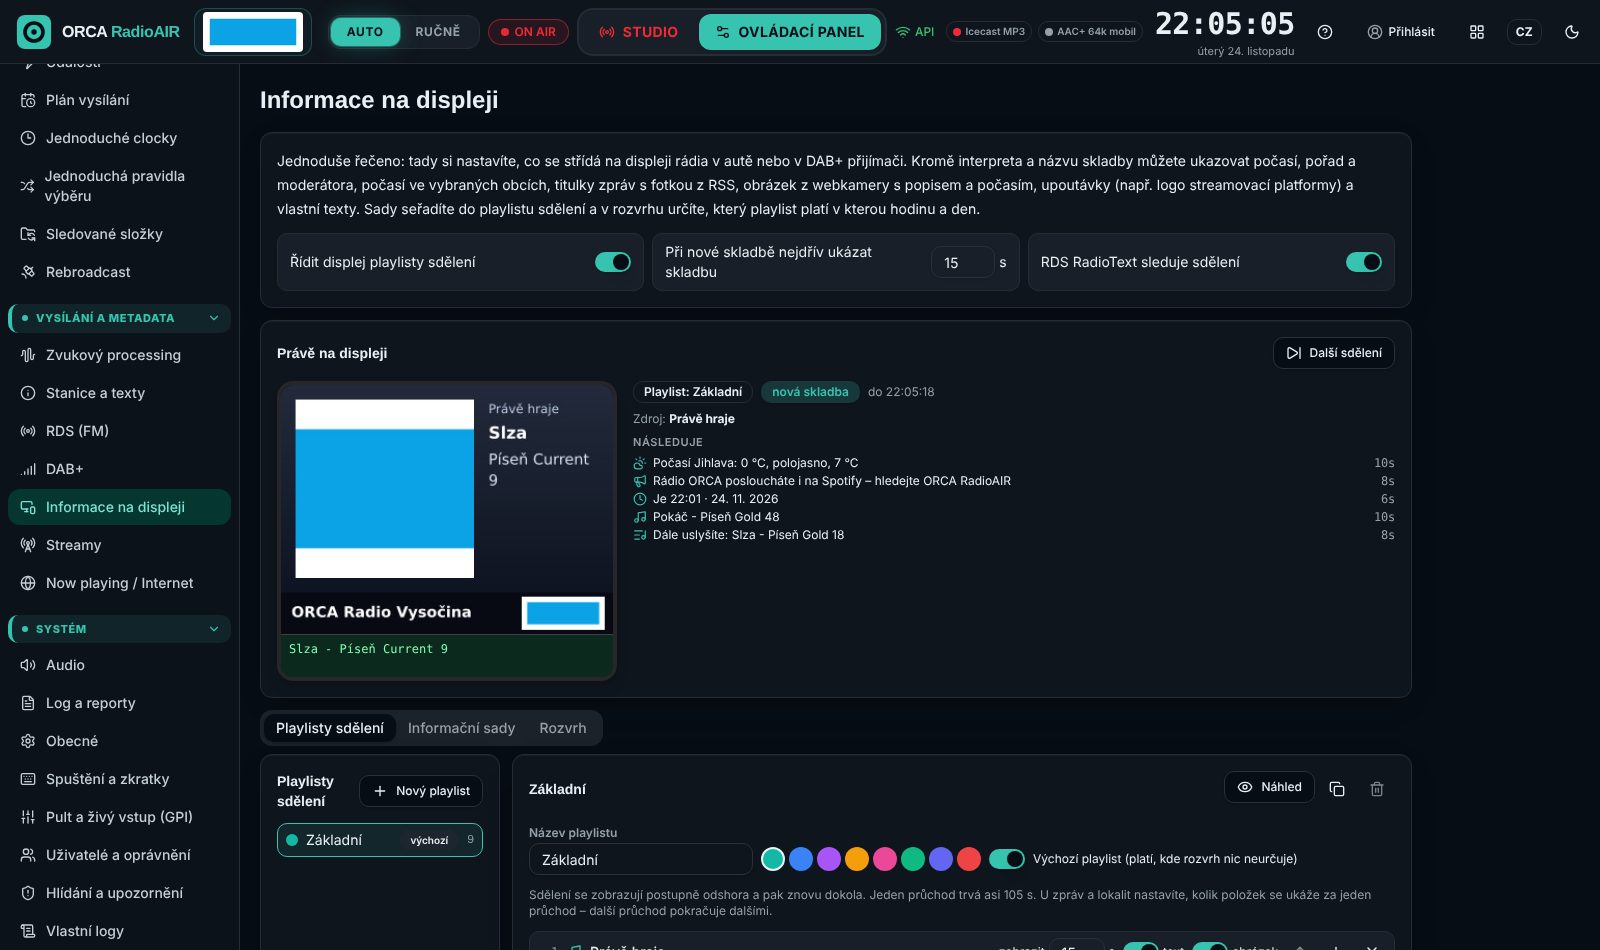 ORCA RadioAIR
AUTO
RUČNĚ
ON AIR
STUDIO
OVLÁDACÍ PANEL
API
Icecast MP3
AAC+ 64k mobil
22:05:05
úterý 24. listopadu
Přihlásit
CZ
Události
Plán vysílání
Jednoduché clocky
Jednoduchá pravidla
výběru
Sledované složky
Rebroadcast
VYSÍLÁNÍ A METADATA
Zvukový processing
Stanice a texty
RDS (FM)
DAB+
Informace na displeji
Streamy
Now playing / Internet
SYSTÉM
Audio
Log a reporty
Obecné
Spuštění a zkratky
Pult a živý vstup (GPI)
Uživatelé a oprávnění
Hlídání a upozornění
Vlastní logy
Informace na displeji
Jednoduše řečeno: tady si nastavíte, co se střídá na displeji rádia v autě nebo v DAB+ přijímači. Kromě interpreta a názvu skladby můžete ukazovat počasí, pořad a
moderátora, počasí ve vybraných obcích, titulky zpráv s fotkou z RSS, obrázek z webkamery s popisem a počasím, upoutávky (např. logo streamovací platformy) a
vlastní texty. Sady seřadíte do playlistu sdělení a v rozvrhu určíte, který playlist platí v kterou hodinu a den.
Řídit displej playlisty sdělení
Při nové skladbě nejdřív ukázat
skladbu
15 s
RDS RadioText sleduje sdělení
Právě na displeji
Další sdělení
Právě hraje
Slza
Píseň Current
9
ORCA Radio Vysočina
Slza - Píseň Current 9
Playlist: Základní
nová skladba
do 22:05:18
Zdroj: Právě hraje
NÁSLEDUJE
Počasí Jihlava: 0 °C, polojasno, 7 °C 10s
Rádio ORCA posloucháte i na Spotify – hledejte ORCA RadioAIR 8s
Je 22:01 · 24. 11. 2026 6s
Pokáč - Píseň Gold 48 10s
Dále uslyšíte: Slza - Píseň Gold 18 8s
Playlisty sdělení
Informační sady
Rozvrh
Playlisty
sdělení
Nový playlist
Základní výchozí 9
Základní
Náhled
Název playlistu
Základní
Výchozí playlist (platí, kde rozvrh nic neurčuje)
Sdělení se zobrazují postupně odshora a pak znovu dokola. Jeden průchod trvá asi 105 s. U zpráv a lokalit nastavíte, kolik položek se ukáže za jeden
průchod – další průchod pokračuje dalšími.
1 Právě hraje zobrazit 15 s text obrázek